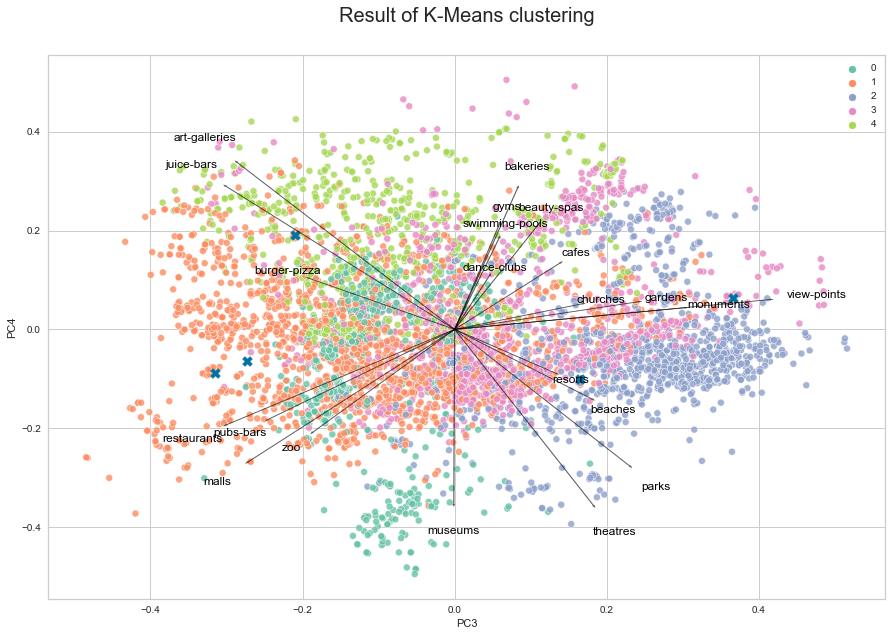 Result of K-Means clustering
0
1
2
3
4
art-galleries
juice-bars
bakeries
gyms
beauty-spas
swimming-pools
cafes
burger-pizza
dance-clubs
churches
gardens
monuments
view-points
resorts
beaches
restaurants
pubs-bars
zoo
malls
parks
museums
theatres
0.4
0.2
0.0
−0.2
−0.4
PC4
−0.4
−0.2
0.0
0.2
0.4
PC3